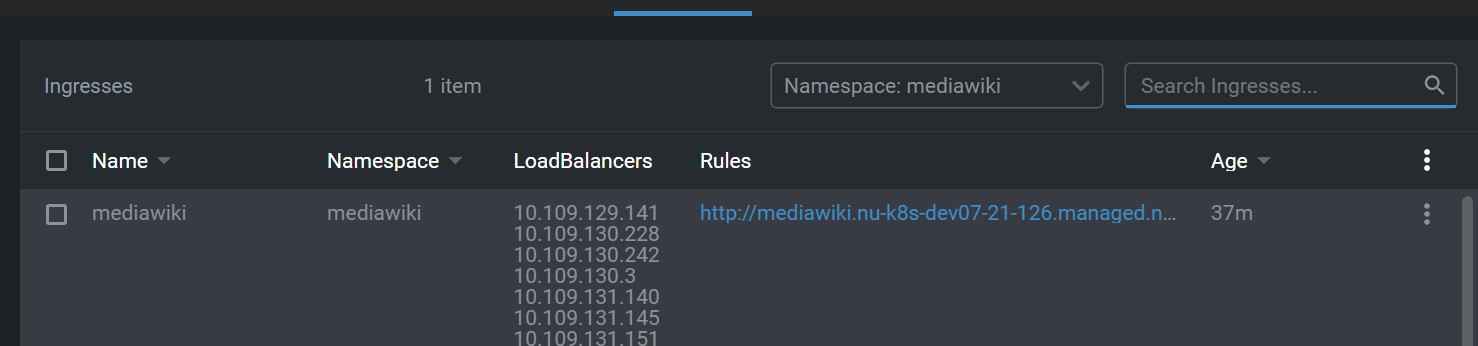 Ingresses 1 item Namespace: mediawiki Search Ingresses...
Name Namespace LoadBalancers Rules Age
mediawiki mediawiki 10.109.129.141 http://mediawiki.nu-k8s-dev07-21-126.managed.n... 37m
10.109.130.228
10.109.130.242
10.109.130.3
10.109.131.140
10.109.131.145
10.109.131.151